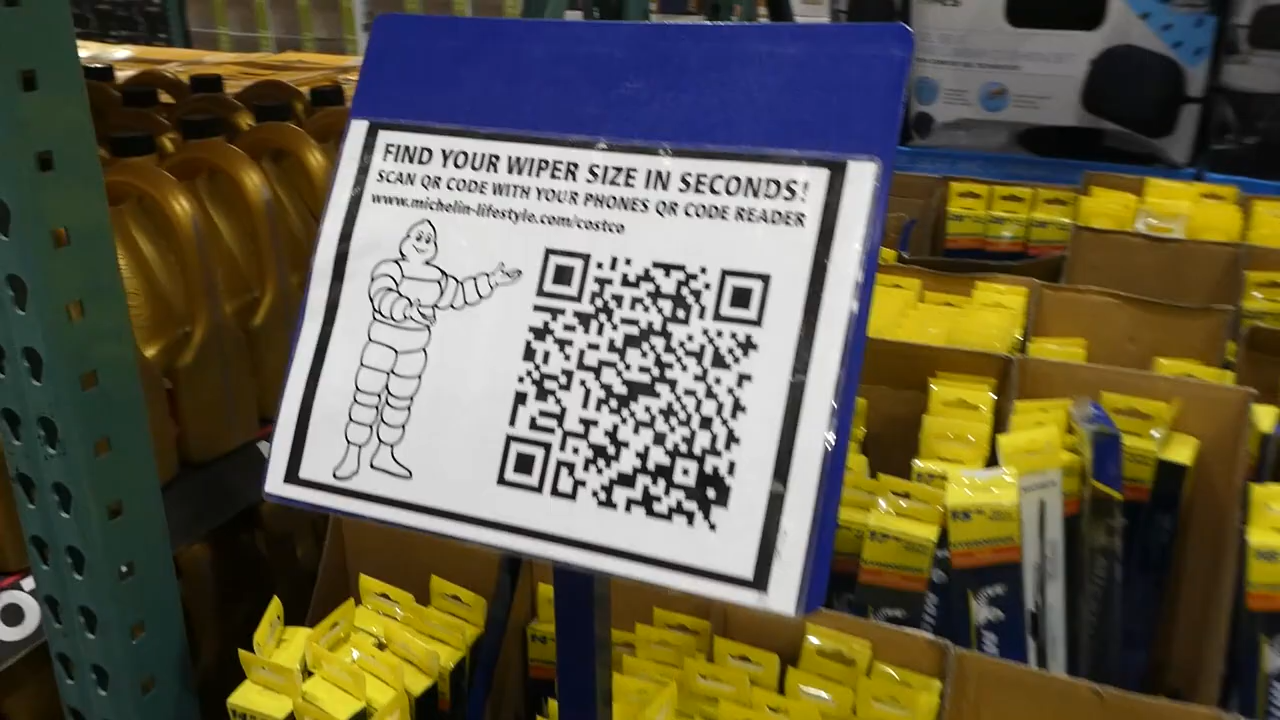 FIND YOUR WIPER SIZE IN SECONDS!
SCAN QR CODE WITH YOUR PHONES QR CODE READER
www.michelin-lifestyle.com/costco